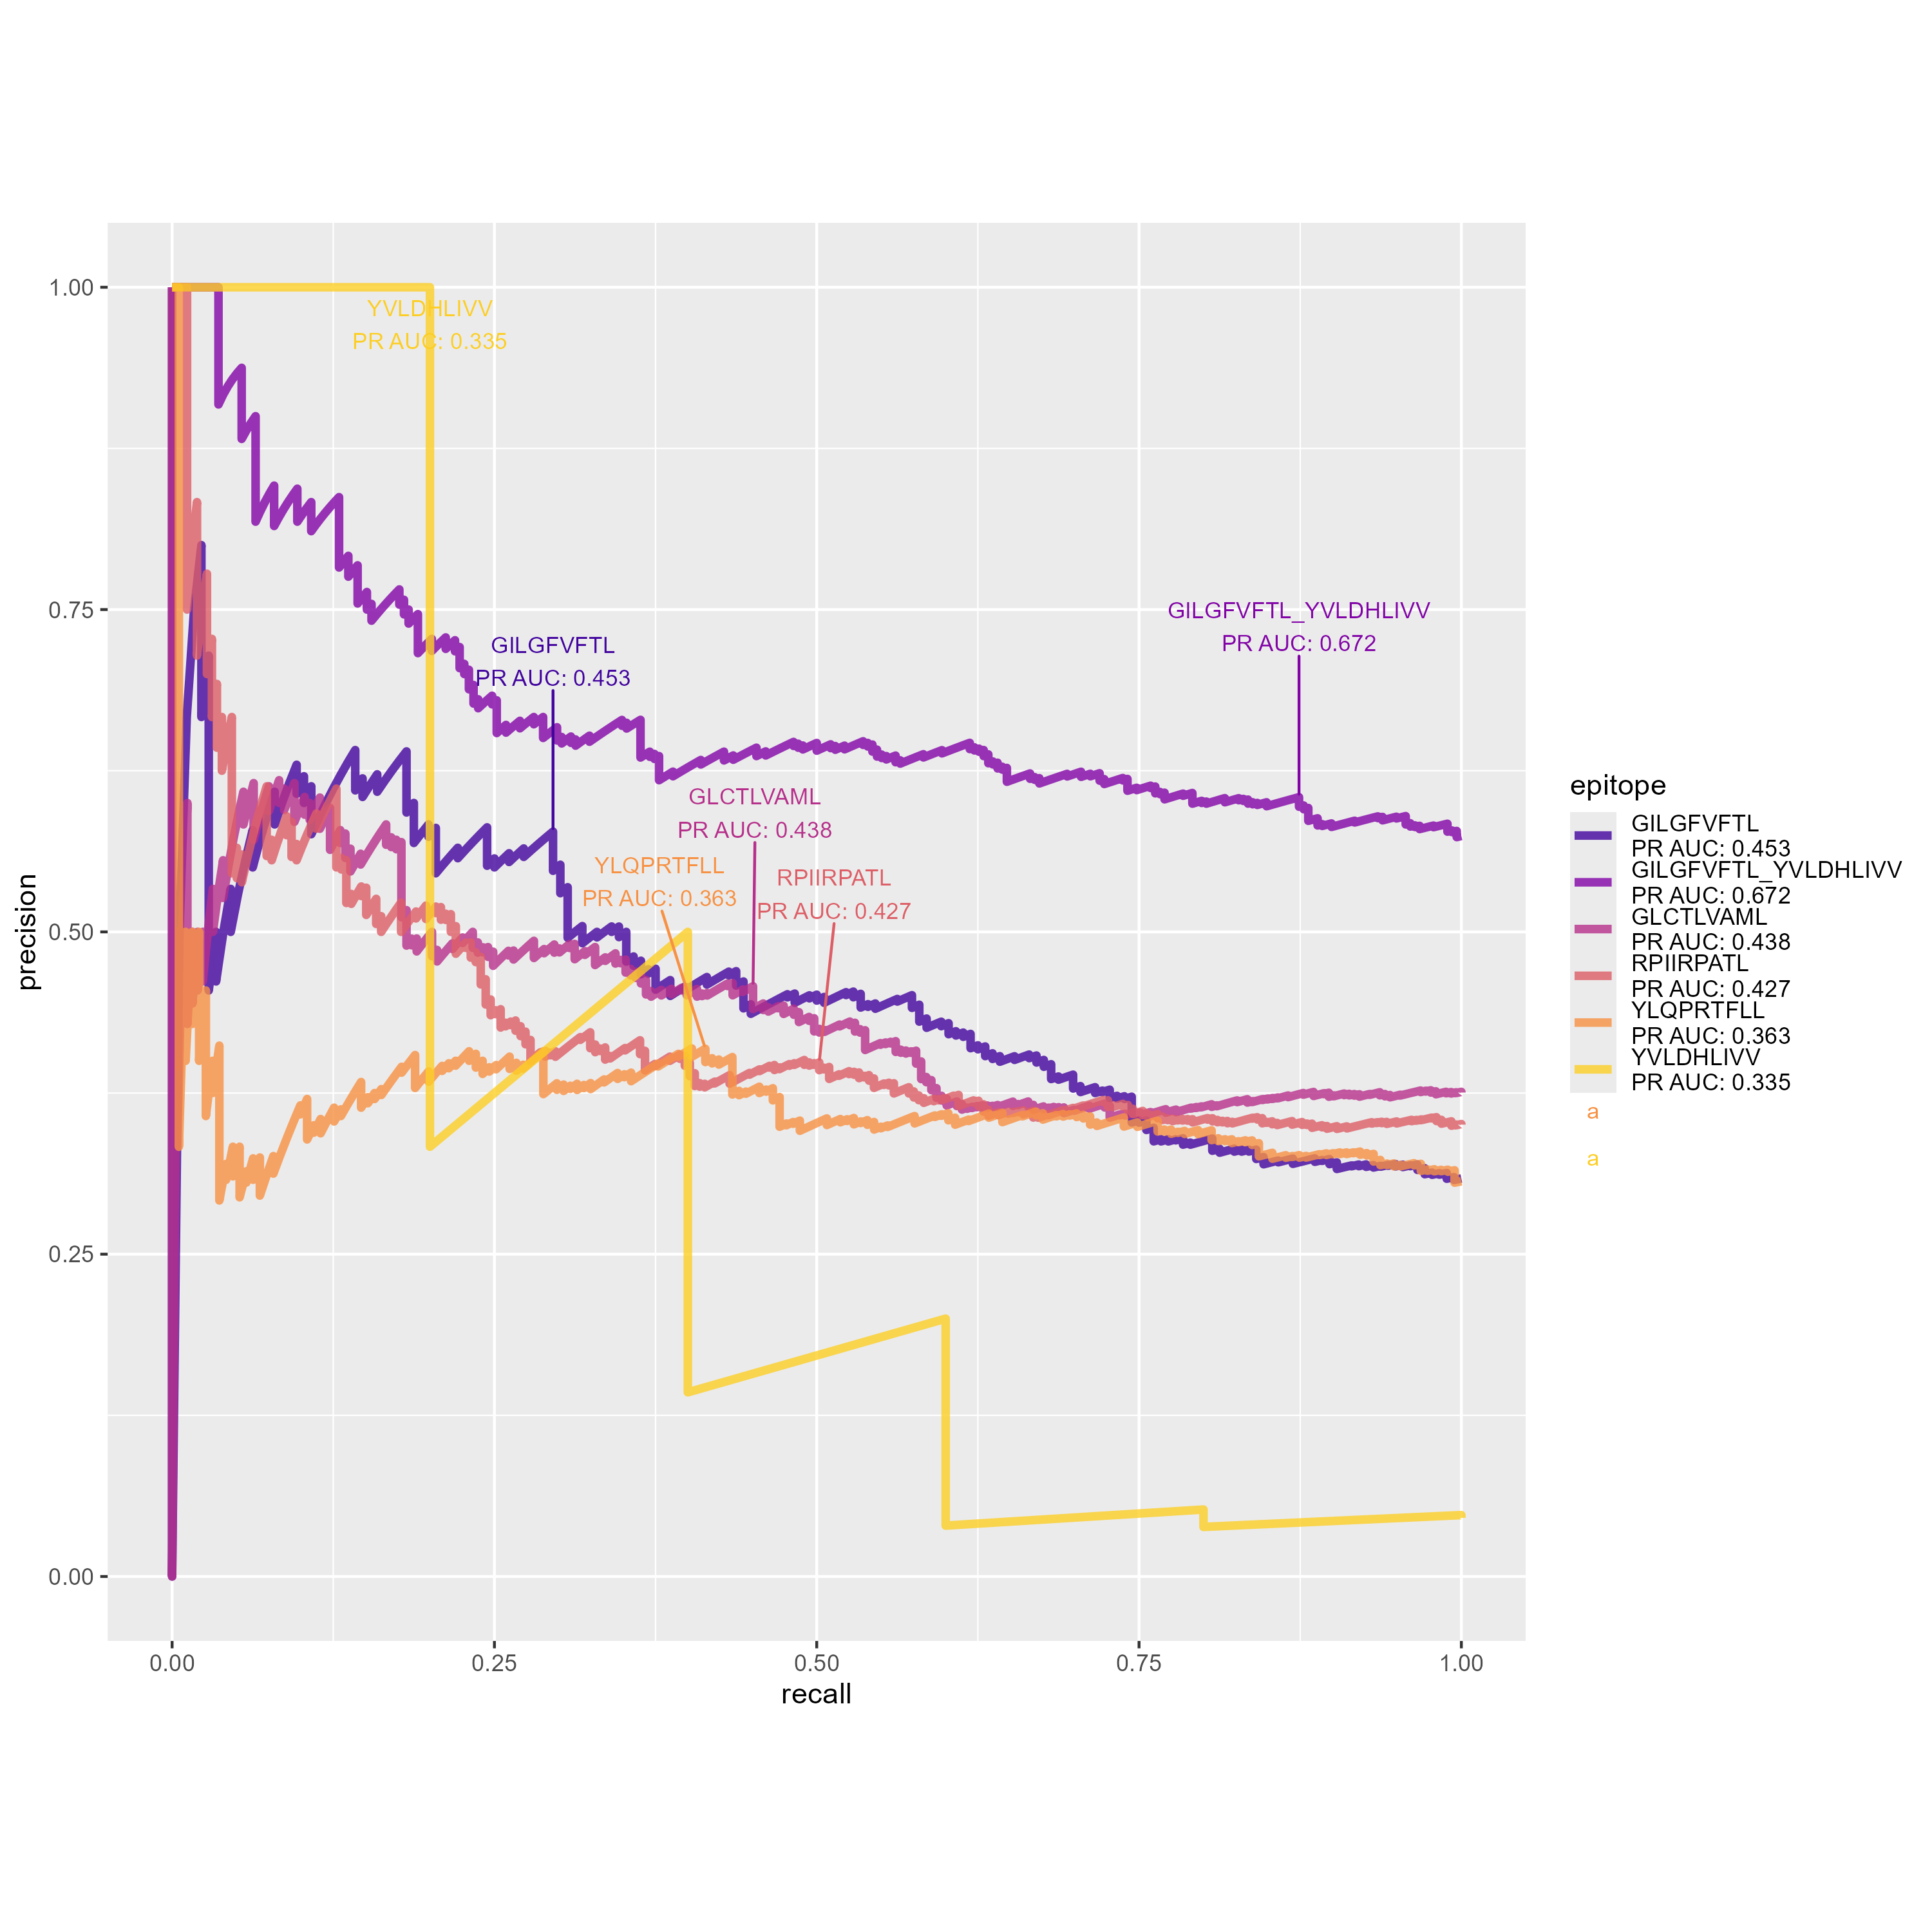 1.00
0.75
0.50
0.25
0.00
precision
YVLDHLIVV
PR AUC: 0.335
GILGFVFTL_YVLDHLIVV
PR AUC: 0.672
GILGFVFTL
PR AUC: 0.453
GLCTLVAML
PR AUC: 0.438
YLQPRTFLL
PR AUC: 0.363
RPIIRPATL
PR AUC: 0.427
0.00 0.25 0.50 0.75 1.00
recall
epitope
GILGFVFTL
PR AUC: 0.453
GILGFVFTL_YVLDHLIVV
PR AUC: 0.672
GLCTLVAML
PR AUC: 0.438
RPIIRPATL
PR AUC: 0.427
YLQPRTFLL
PR AUC: 0.363
YVLDHLIVV
PR AUC: 0.335
a
a